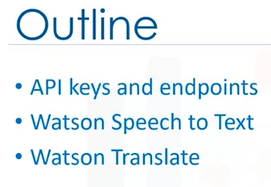 Outline
• API keys and endpoints
• Watson Speech to Text
• Watson Translate